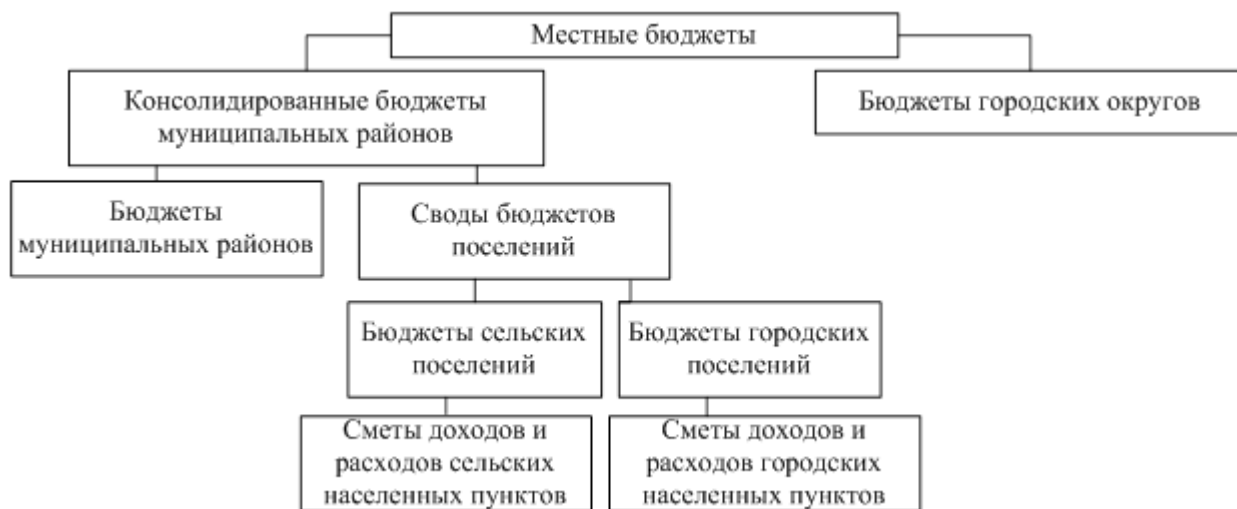 Местные бюджеты
Консолидированные бюджеты
муниципальных районов
Бюджеты городских округов
Бюджеты
муниципальных районов
Своды бюджетов
поселений
Бюджеты сельских
поселений
Бюджеты городских
поселений
Сметы доходов и
расходов сельских
населенных пунктов
Сметы доходов и
расходов городских
населенных пунктов